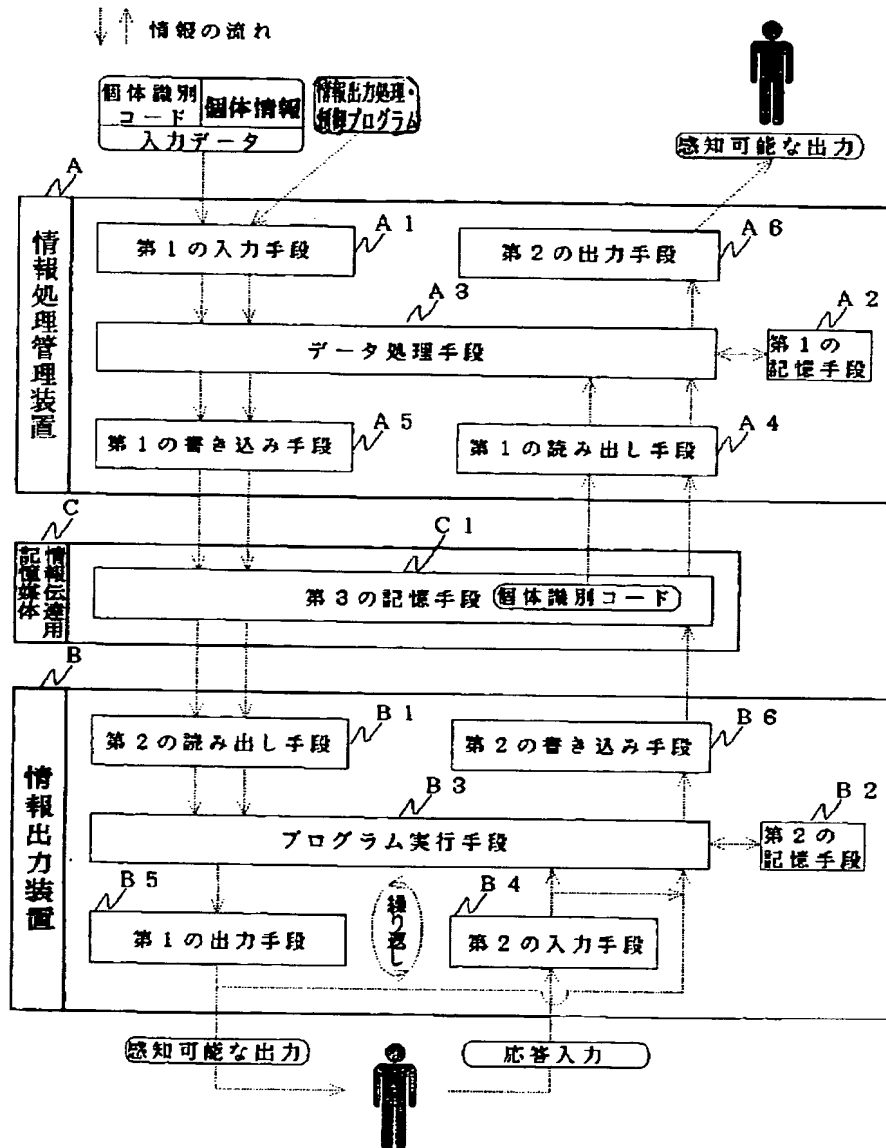 情報の流れ
個体識別
コード
個体情報
入力データ
情報出力処理・
制御プログラム
感知可能な出力
A
情報処理管理装置
第1の入力手段
A1
第2の出力手段
A6
データ処理手段
A3
第1の
記憶手段
A2
第1の書き込み手段
A5
第1の読み出し手段
A4
C
情報伝達用
記憶媒体
C1
第3の記憶手段
個体識別コード
B
情報出力装置
第2の読み出し手段
B1
第2の書き込み手段
B6
プログラム実行手段
B3
第2の
記憶手段
B2
B5
第1の出力手段
繰り返し
B4
第2の入力手段
感知可能な出力
応答入力